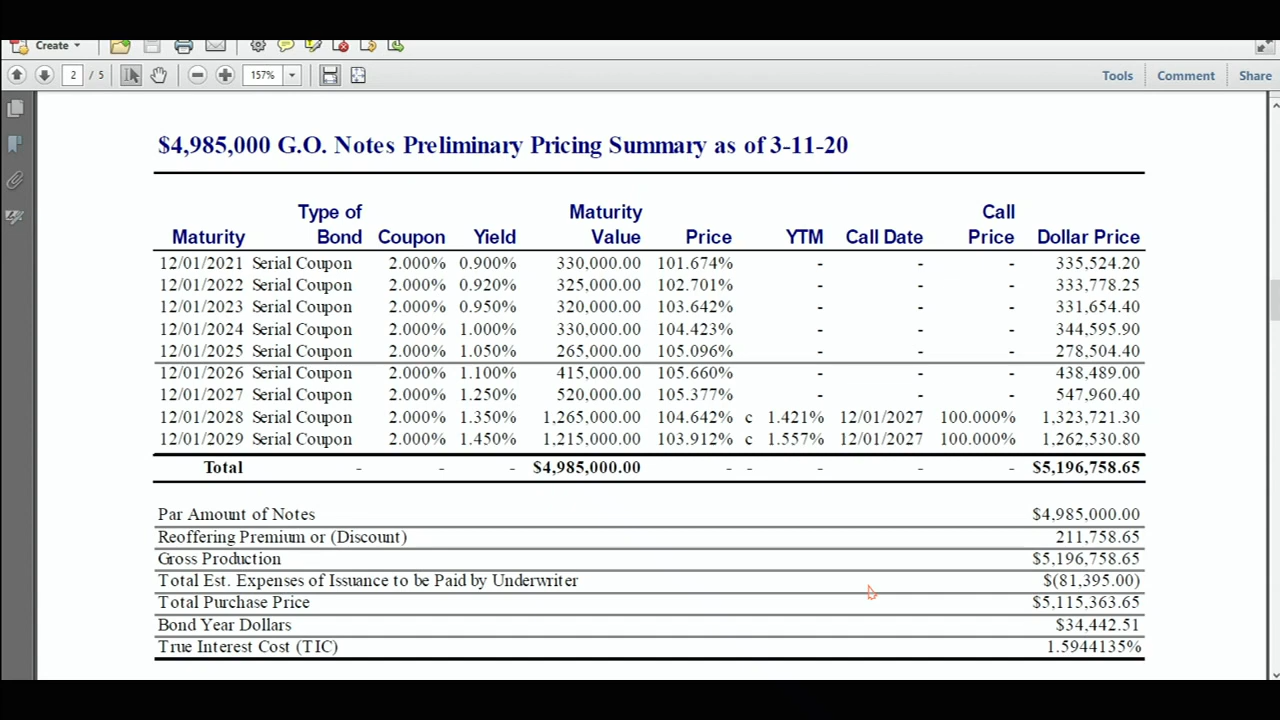 Create
2 / 5 157% Tools Comment Share
$4,985,000 G.O. Notes Preliminary Pricing Summary as of 3-11-20
Type of Maturity Call
Maturity Bond Coupon Yield Value Price YTM Call Date Price Dollar Price
12/01/2021 Serial Coupon 2.000% 0.900% 330,000.00 101.674% - - - 335,524.20
12/01/2022 Serial Coupon 2.000% 0.920% 325,000.00 102.701% - - - 333,778.25
12/01/2023 Serial Coupon 2.000% 0.950% 320,000.00 103.642% - - - 331,654.40
12/01/2024 Serial Coupon 2.000% 1.000% 330,000.00 104.423% - - - 344,595.90
12/01/2025 Serial Coupon 2.000% 1.050% 265,000.00 105.096% - - - 278,504.40
12/01/2026 Serial Coupon 2.000% 1.100% 415,000.00 105.660% - - - 438,489.00
12/01/2027 Serial Coupon 2.000% 1.250% 520,000.00 105.377% - - - 547,960.40
12/01/2028 Serial Coupon 2.000% 1.350% 1,265,000.00 104.642% c 1.421% 12/01/2027 100.000% 1,323,721.30
12/01/2029 Serial Coupon 2.000% 1.450% 1,215,000.00 103.912% c 1.557% 12/01/2027 100.000% 1,262,530.80
Total - - - $4,985,000.00 - - - - - $5,196,758.65
Par Amount of Notes $4,985,000.00
Reoffering Premium or (Discount) 211,758.65
Gross Production $5,196,758.65
Total Est. Expenses of Issuance to be Paid by Underwriter $(81,395.00)
Total Purchase Price $5,115,363.65
Bond Year Dollars $34,442.51
True Interest Cost (TIC) 1.5944135%